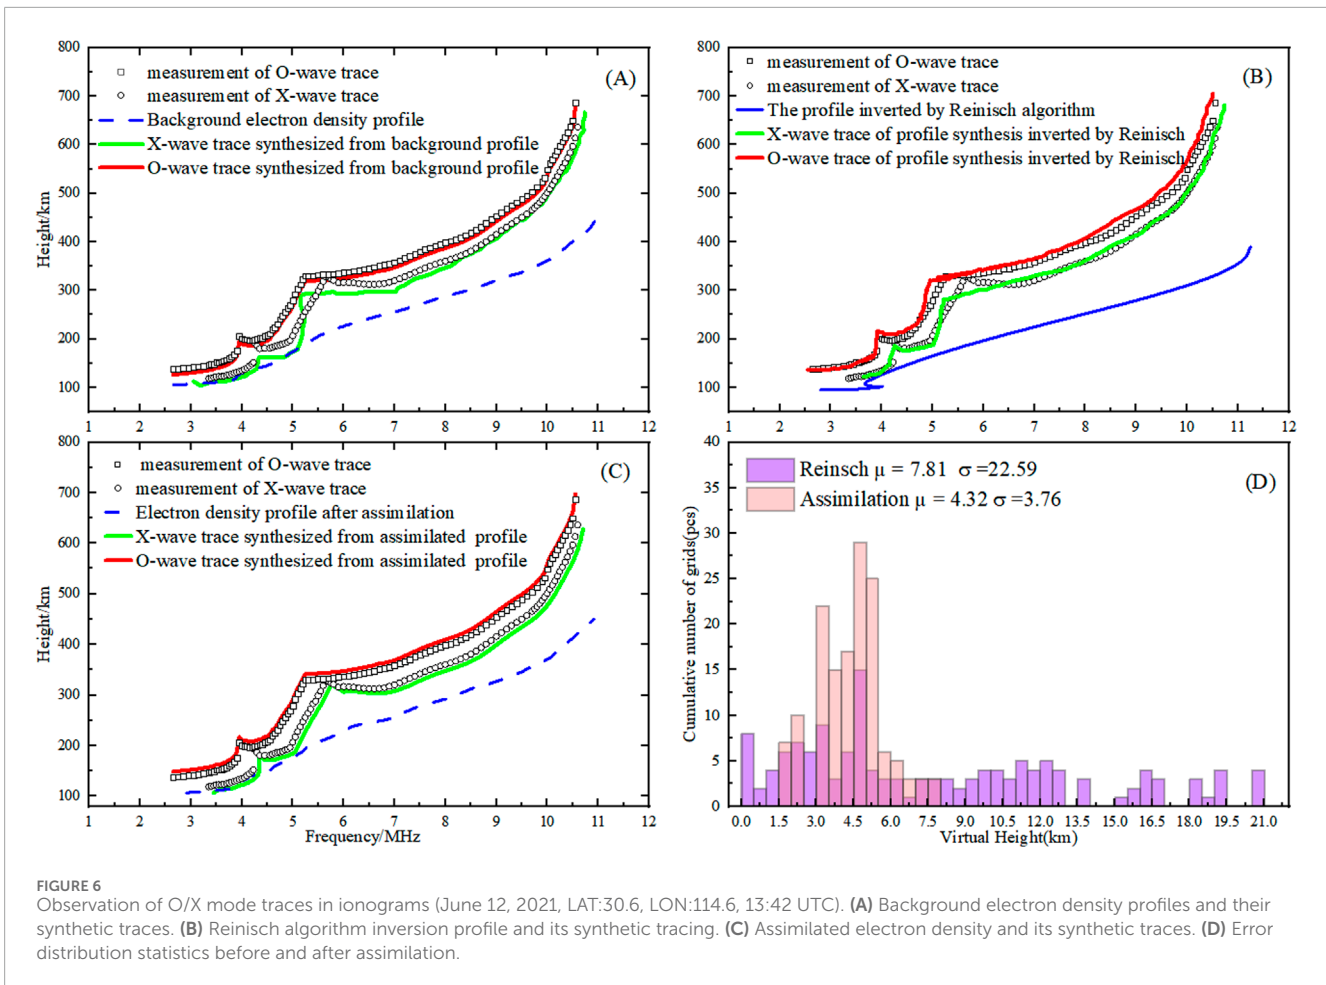 800
700
600
500
400
300
200
100
Height/km
measurement of O-wave trace
measurement of X-wave trace
Background electron density profile
X-wave trace synthesized from background profile
O-wave trace synthesized from background profile
(A)
1 2 3 4 5 6 7 8 9 10 11 12
800
700
600
500
400
300
200
100
measurement of O-wave trace
measurement of X-wave trace
The profile inverted by Reinisch algorithm
X-wave trace of profile synthesis inverted by Reinisch
O-wave trace of profile synthesis inverted by Reinisch
(B)
1 2 3 4 5 6 7 8 9 10 11 12
800
700
600
500
400
300
200
100
Height/km
measurement of O-wave trace
measurement of X-wave trace
Electron density profile after assimilation
X-wave trace synthesized from assimilated profile
O-wave trace synthesized from assimilated profile
(C)
1 2 3 4 5 6 7 8 9 10 11 12
Frequency/MHz
40
35
30
25
20
15
10
5
0
Cumulative number of grids(pcs)
Reinsch μ = 7.81 σ =22.59
Assimilation μ = 4.32 σ =3.76
(D)
0.0 1.5 3.0 4.5 6.0 7.5 9.0 10.5 12.0 13.5 15.0 16.5 18.0 19.5 21.0
Virtual Height(km)
FIGURE 6
Observation of O/X mode traces in ionograms (June 12, 2021, LAT:30.6, LON:114.6, 13:42 UTC). (A) Background electron density profiles and their
synthetic traces. (B) Reinisch algorithm inversion profile and its synthetic tracing. (C) Assimilated electron density and its synthetic traces. (D) Error
distribution statistics before and after assimilation.